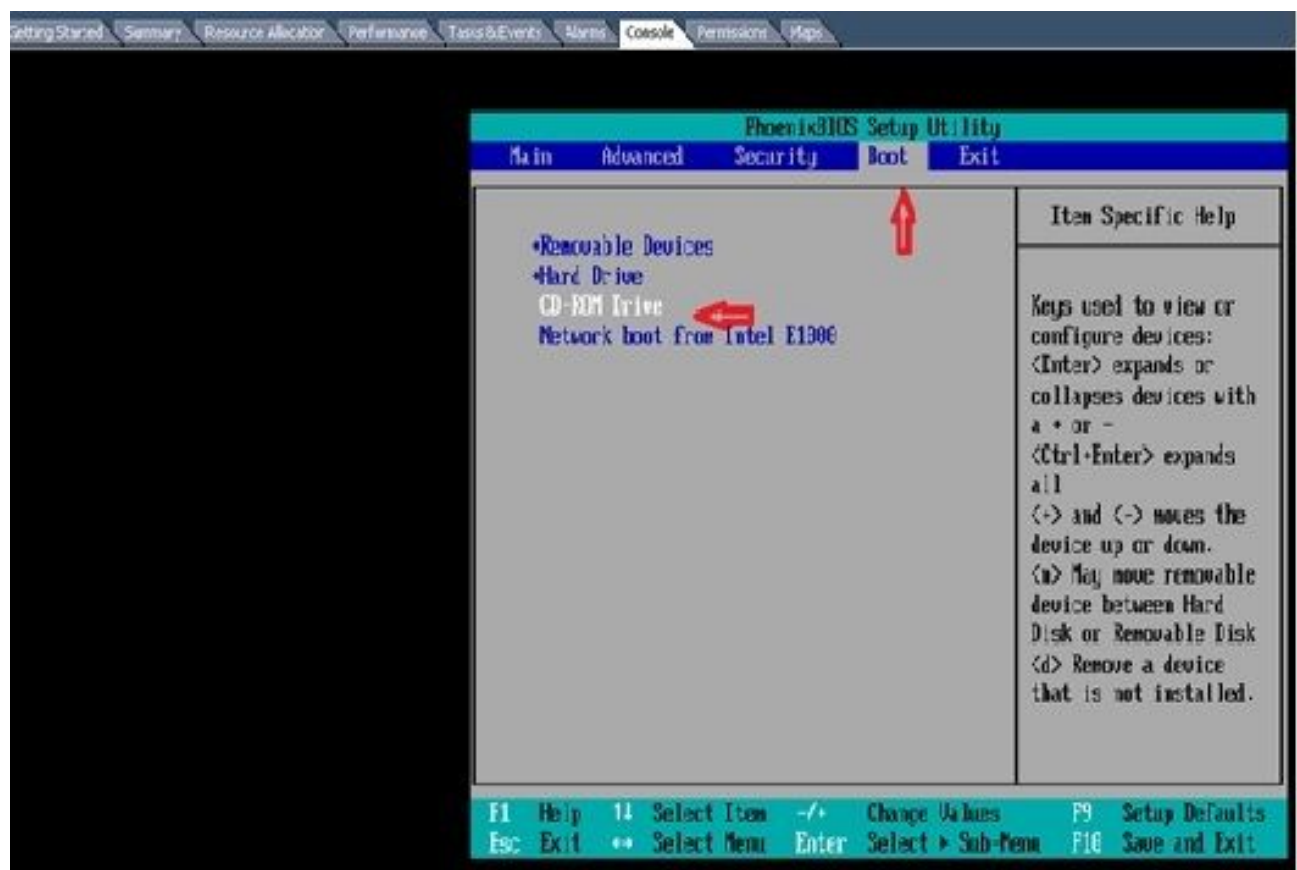 Getting Started Summary Resource Allocation Performance Tasks & Events Alarms Console Permissions Maps
PhoenixBIOS Setup Utility
Main Advanced Security Boot Exit
Item Specific Help
+Removable Devices
+Hard Drive
CD-ROM Drive
Network boot from Intel E1000
Keys used to view or
configure devices:
<Enter> expands or
collapses devices with
a + or -
<Ctrl+Enter> expands
all
<+> and <-> moves the
device up or down.
<n> May move removable
device between Hard
Disk or Removable Disk
<d> Remove a device
that is not installed.
F1 Help ↑↓ Select Item -/+ Change Values F9 Setup Defaults
Esc Exit ↔ Select Menu Enter Select ▶ Sub-Menu F10 Save and Exit